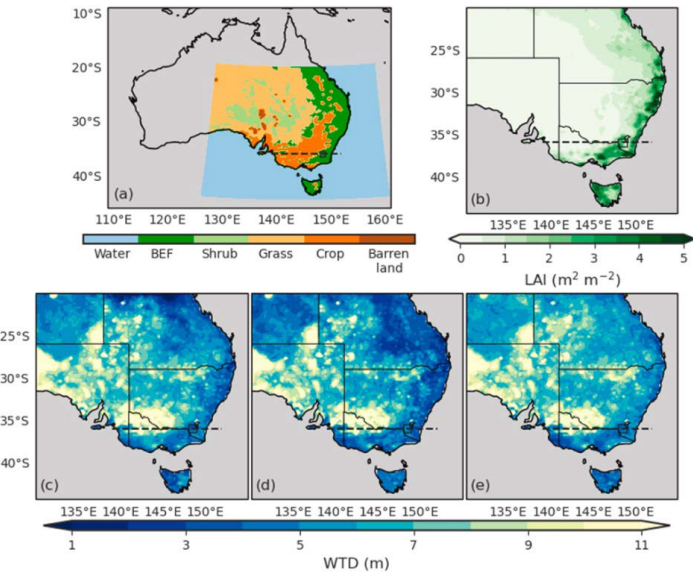 10°S
20°S
30°S
40°S
(a)
110°E 120°E 130°E 140°E 150°E 160°E
Water BEF Shrub Grass Crop Barren land
25°S
30°S
35°S
40°S
(b)
135°E 140°E 145°E 150°E
0 1 2 3 4 5
LAI (m² m⁻²)
25°S
30°S
35°S
40°S
(c) (d) (e)
135°E 140°E 145°E 150°E 135°E 140°E 145°E 150°E 135°E 140°E 145°E 150°E
1 3 5 7 9 11
WTD (m)